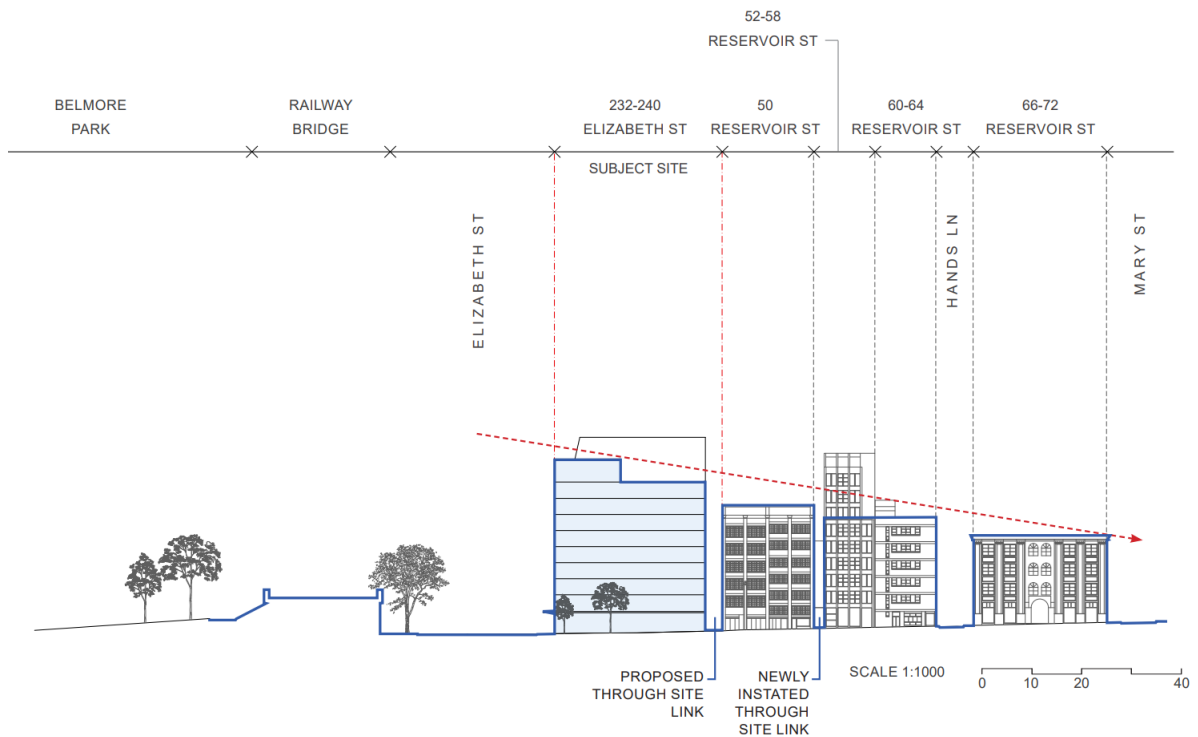 52-58
RESERVOIR ST
BELMORE
PARK
RAILWAY
BRIDGE
232-240
ELIZABETH ST
50
RESERVOIR ST
60-64
RESERVOIR ST
66-72
RESERVOIR ST
SUBJECT SITE
ELIZABETH ST
HANDS LN
MARY ST
PROPOSED
THROUGH SITE
LINK
NEWLY
INSTATED
THROUGH
SITE LINK
SCALE 1:1000
0 10 20 40